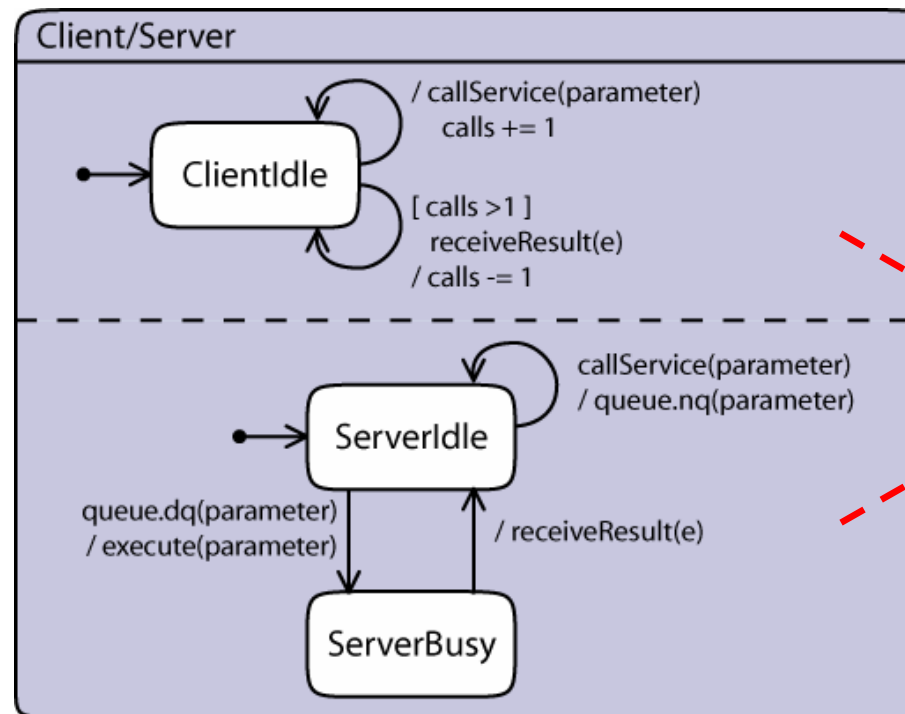 Client/Server
/ callService(parameter)
calls += 1
ClientIdle
[ calls >1 ]
receiveResult(e)
/ calls -= 1
callService(parameter)
/ queue.nq(parameter)
ServerIdle
queue.dq(parameter)
/ execute(parameter)
/ receiveResult(e)
ServerBusy